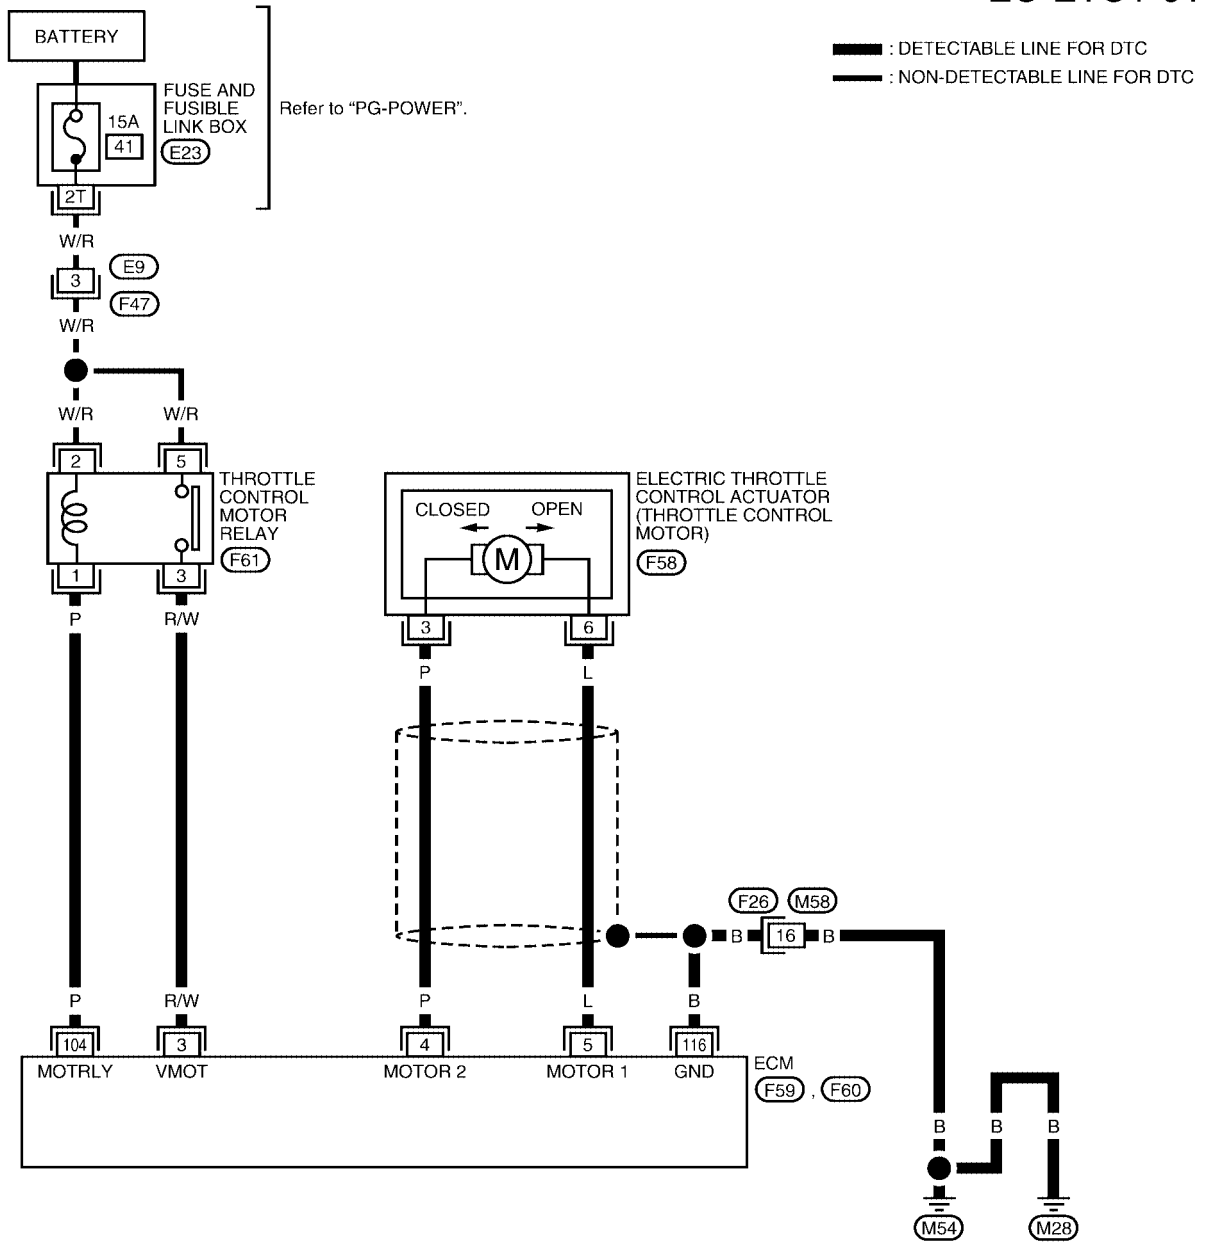 BATTERY
: DETECTABLE LINE FOR DTC
: NON-DETECTABLE LINE FOR DTC
FUSE AND
FUSIBLE
LINK BOX
E23
15A
41
Refer to “PG-POWER”.
2T
W/R
E9
3
F47
W/R
W/R W/R
2 5
THROTTLE
CONTROL
MOTOR
RELAY
F61
1 3
P R/W
ELECTRIC THROTTLE
CONTROL ACTUATOR
(THROTTLE CONTROL
MOTOR)
F58
CLOSED OPEN
M
3 6
P L
F26 M58
B 16 B
P R/W P L B
104 3 4 5 116
MOTRLY VMOT MOTOR 2 MOTOR 1 GND
ECM
F59 , F60
B B B
M54 M28